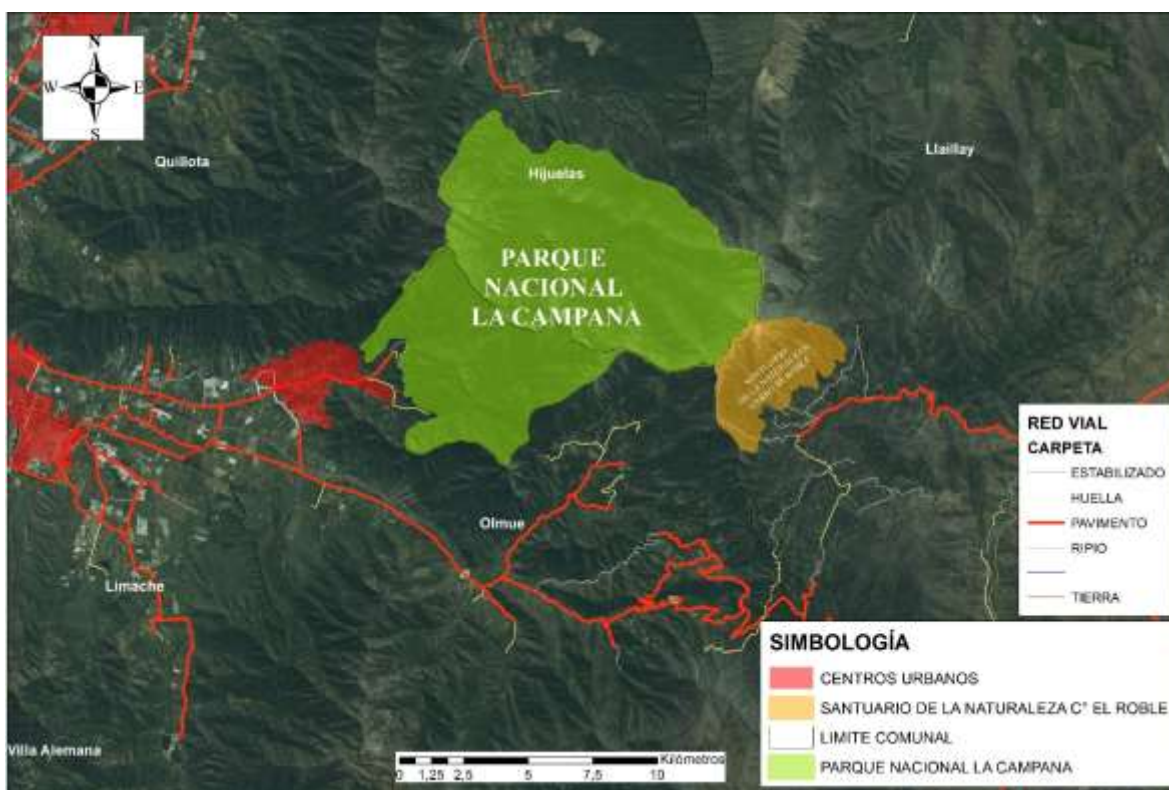 N
W E
S
Quillota
Hijuelas
Llaillay
PARQUE
NACIONAL
LA CAMPANA
Olmue
Limache
Villa Alemana
RED VIAL
CARPETA
ESTABILIZADO
HUELLA
PAVIMENTO
RIPIO
TIERRA
SIMBOLOGÍA
CENTROS URBANOS
SANTUARIO DE LA NATURALEZA C° EL ROBLE
LIMITE COMUNAL
PARQUE NACIONAL LA CAMPANA
Kilómetros
0 1,25 2,5 5 7,5 10